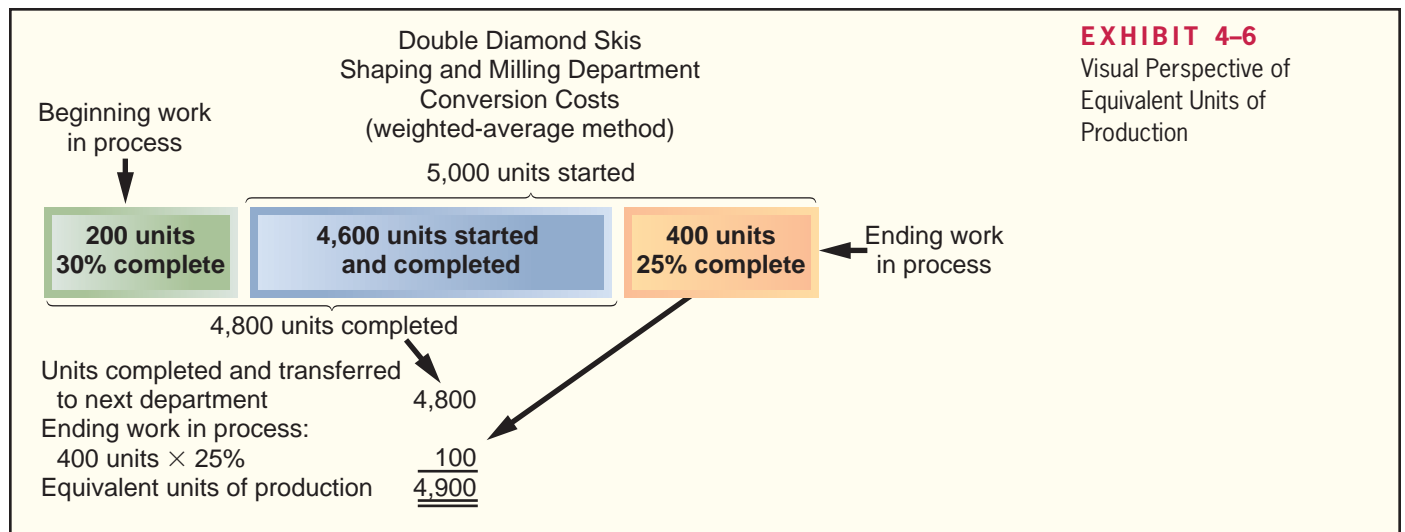 Double Diamond Skis
Shaping and Milling Department
Conversion Costs
(weighted-average method)
EXHIBIT 4–6
Visual Perspective of
Equivalent Units of
Production
Beginning work
in process
5,000 units started
200 units
30% complete
4,600 units started
and completed
400 units
25% complete
Ending work
in process
4,800 units completed
Units completed and transferred
to next department 4,800
Ending work in process:
400 units × 25% 100
Equivalent units of production 4,900